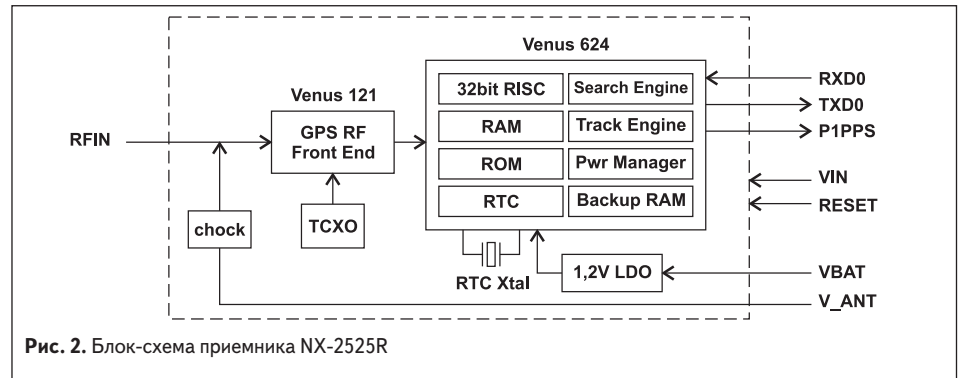 Venus 624
Venus 121
RFIN
GPS RF
Front End
TCXO
chock
32bit RISC
Search Engine
RAM
Track Engine
ROM
Pwr Manager
RTC
Backup RAM
RTC Xtal
1,2V LDO
RXD0
TXD0
P1PPS
VIN
RESET
VBAT
V_ANT
Рис. 2. Блок-схема приемника NX-2525R